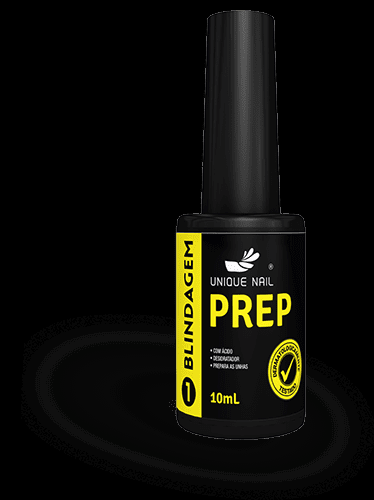 1 BLINDAGEM
UNIQUE NAIL
®
PREP
• COM ÁCIDO
• DESIDRATADOR
• PREPARA AS UNHAS
DERMATOLOGICAMENTE
TESTADO
10mL